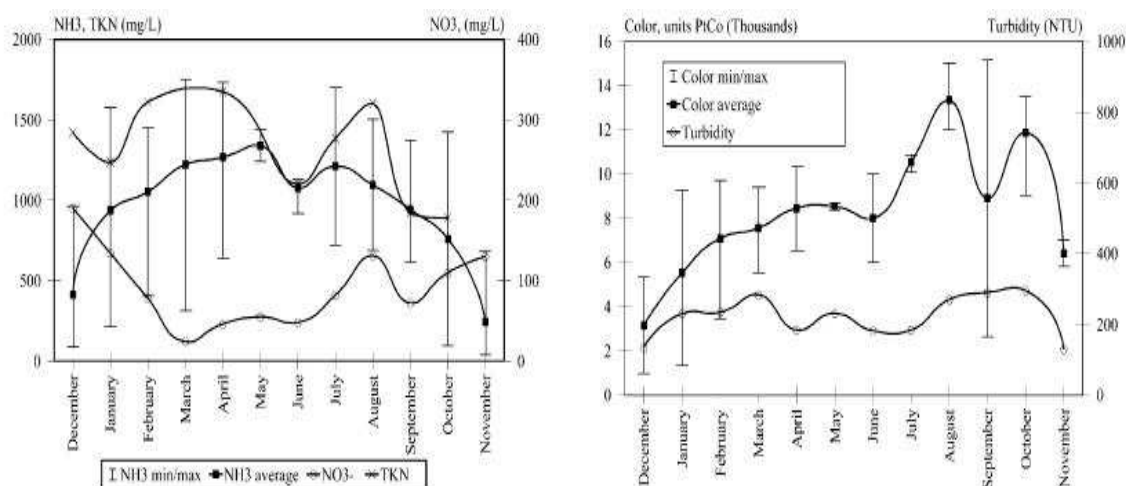 NH3, TKN (mg/L)
NO3, (mg/L)
2000
1500
1000
500
0
400
300
200
100
0
December
January
February
March
April
May
June
July
August
September
October
November
NH3 min/max
NH3 average
NO3-
TKN
Color, units PtCo (Thousands)
Turbidity (NTU)
16
14
12
10
8
6
4
2
0
1000
800
600
400
200
0
Color min/max
Color average
Turbidity
December
January
February
March
April
May
June
July
August
September
October
November